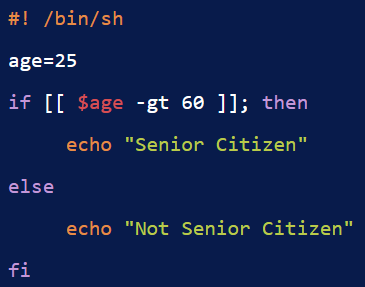 #! /bin/sh
age=25
if [[ $age -gt 60 ]]; then
echo "Senior Citizen"
else
echo "Not Senior Citizen"
fi